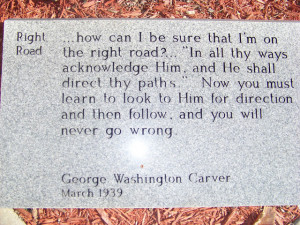 Right ...how can I be sure that I'm on
Road the right road?... "In all thy ways
acknowledge Him, and He shall
direct thy paths..." Now you must
learn to look to Him for direction
and then follow, and you will
never go wrong.
George Washington Carver
March 1939